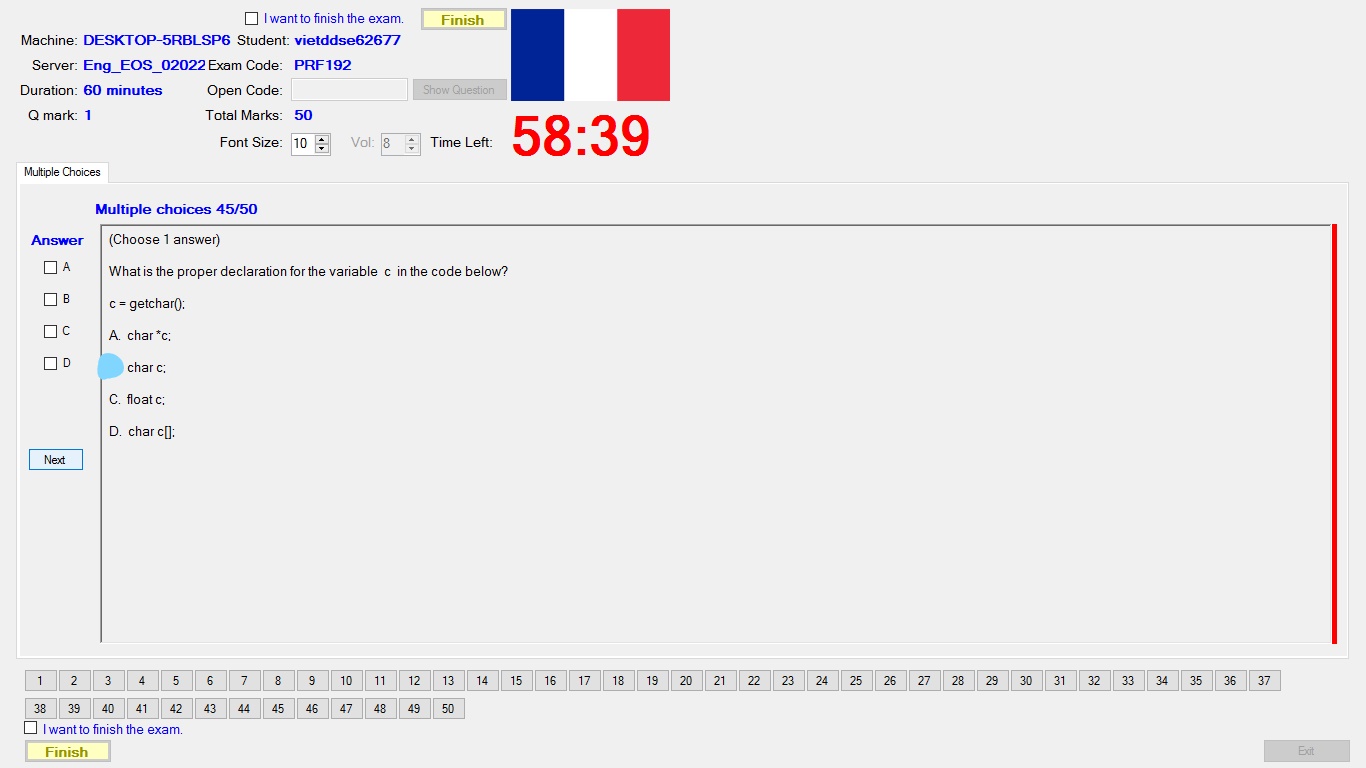 I want to finish the exam. Finish
Machine: DESKTOP-5RBLSP6 Student: vietddse62677
Server: Eng_EOS_02022 Exam Code: PRF192
Duration: 60 minutes Open Code: Show Question
Q mark: 1 Total Marks: 50
Font Size: 10 Vol: 8 Time Left: 58:39
Multiple Choices
Multiple choices 45/50
Answer
A
B
C
D
Next
(Choose 1 answer)
What is the proper declaration for the variable c in the code below?
c = getchar();
A. char *c;
char c;
C. float c;
D. char c[];
1 2 3 4 5 6 7 8 9 10 11 12 13 14 15 16 17 18 19 20 21 22 23 24 25 26 27 28 29 30 31 32 33 34 35 36 37
38 39 40 41 42 43 44 45 46 47 48 49 50
I want to finish the exam.
Finish Exit